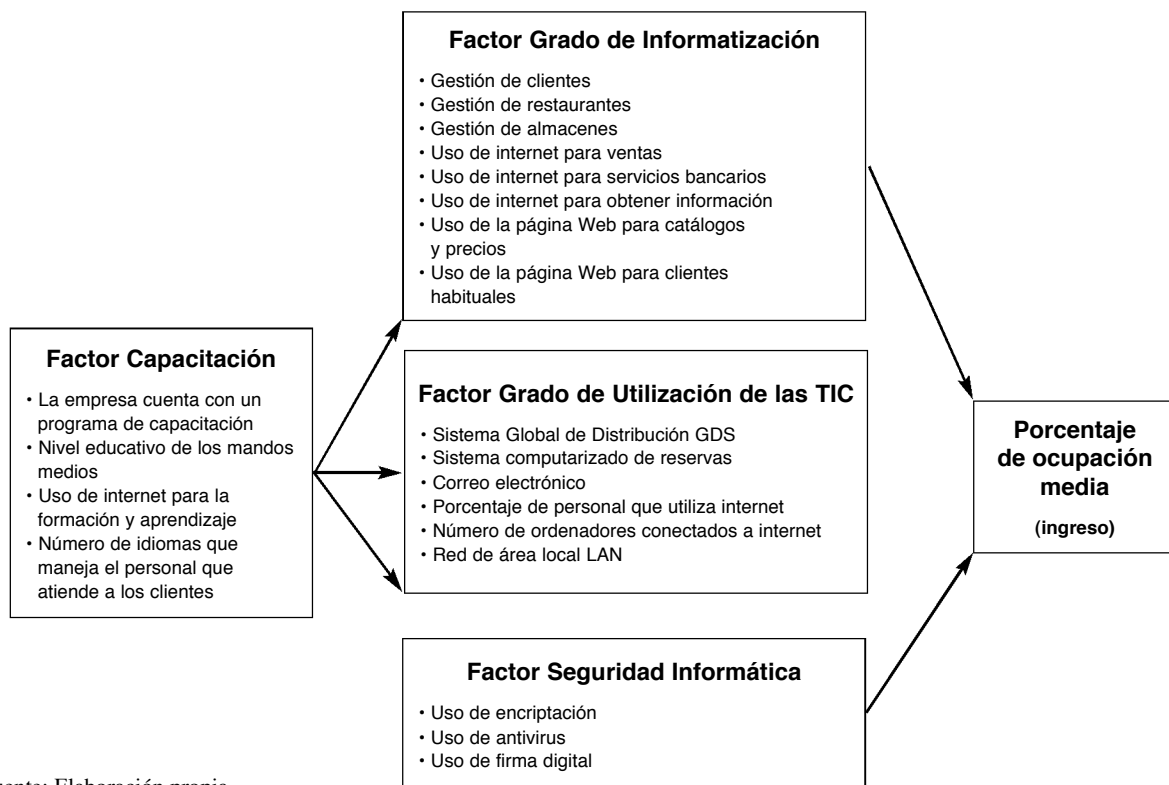 Factor Grado de Informatización
• Gestión de clientes
• Gestión de restaurantes
• Gestión de almacenes
• Uso de internet para ventas
• Uso de internet para servicios bancarios
• Uso de internet para obtener información
• Uso de la página Web para catálogos
y precios
• Uso de la página Web para clientes
habituales
Factor Capacitación
• La empresa cuenta con un
programa de capacitación
• Nivel educativo de los mandos
medios
• Uso de internet para la
formación y aprendizaje
• Número de idiomas que
maneja el personal que
atiende a los clientes
Factor Grado de Utilización de las TIC
• Sistema Global de Distribución GDS
• Sistema computarizado de reservas
• Correo electrónico
• Porcentaje de personal que utiliza internet
• Número de ordenadores conectados a internet
• Red de área local LAN
Porcentaje
de ocupación
media
(ingreso)
Factor Seguridad Informática
• Uso de encriptación
• Uso de antivirus
• Uso de firma digital
Elaboración propia